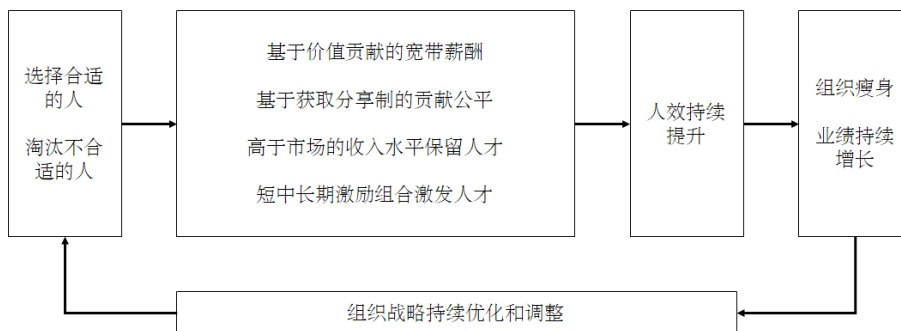 选择合适
的人
淘汰不合
适的人
基于价值贡献的宽带薪酬
基于获取分享制的贡献公平
高于市场的收入水平保留人才
短中长期激励组合激发人才
人效持续
提升
组织瘦身
业绩持续
增长
组织战略持续优化和调整